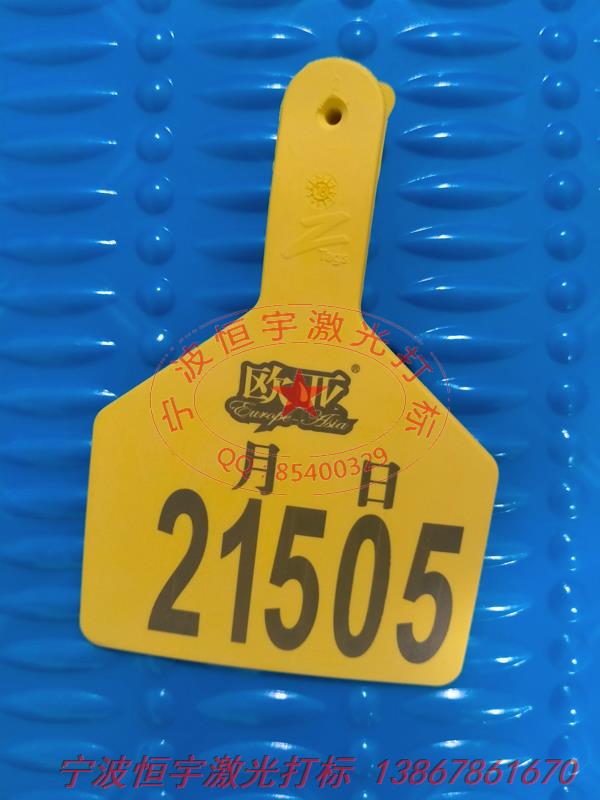 Z
Tags
宁波恒宇激光打标
欧亚®
Europe-Asia
QQ 85400329
月 日
21505
宁波恒宇激光打标 13867861670